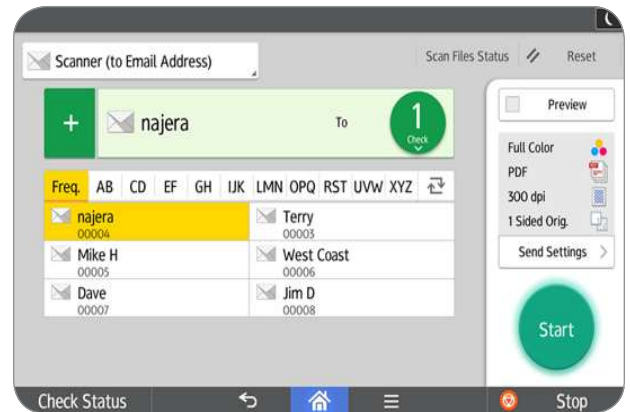 Scanner (to Email Address)
Scan Files Status
Reset
+
najera
To
1
Check
Preview
Full Color
PDF
300 dpi
1 Sided Orig.
Send Settings
Freq. AB CD EF GH IJK LMN OPQ RST UVW XYZ
najera
00004
Terry
00003
Mike H
00005
West Coast
00006
Dave
00007
Jim D
00008
Start
Check Status
Stop